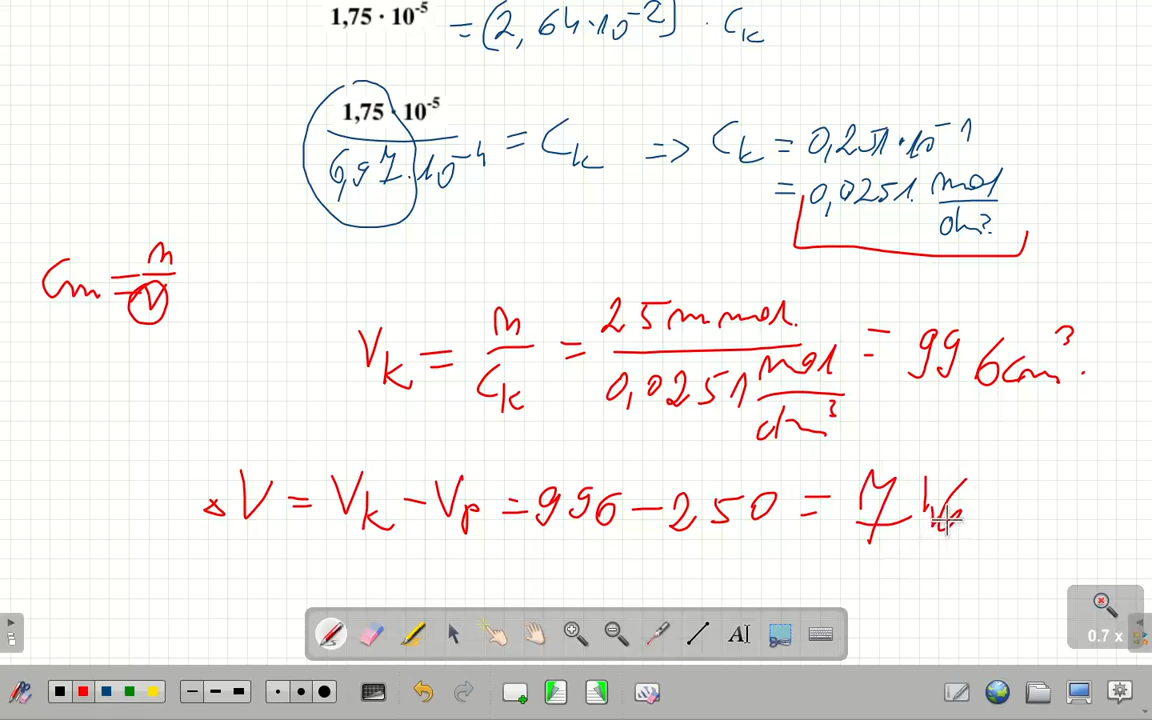 1,75 · 10⁻⁵ = (2,64·10⁻²) · Ck
1,75 · 10⁻⁵ / 6,97·10⁻⁴ = Ck => Ck = 0,251·10⁻¹
= 0,0251 mol/dm³
Cm = n/V
Vk = n/Ck = 25 mmol / 0,0251 mol/dm³ = 996 cm³.
△V = Vk - Vp = 996 - 250 = 746
AI
0.7 x